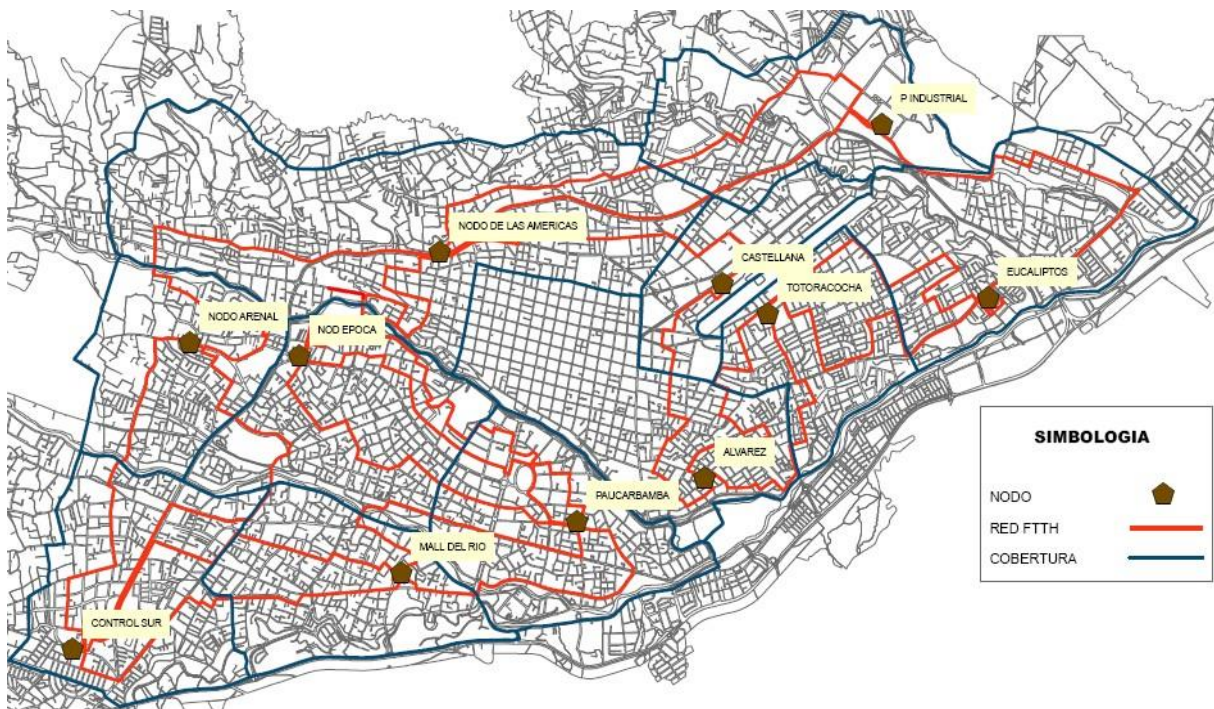 P INDUSTRIAL
NODO DE LAS AMERICAS
CASTELLANA
EUCALIPTOS
TOTORACOCHA
NODO ARENAL
NOD EPOCA
ALVAREZ
PAUCARBAMBA
MALL DEL RIO
CONTROL SUR
SIMBOLOGIA
NODO
RED FTTH
COBERTURA